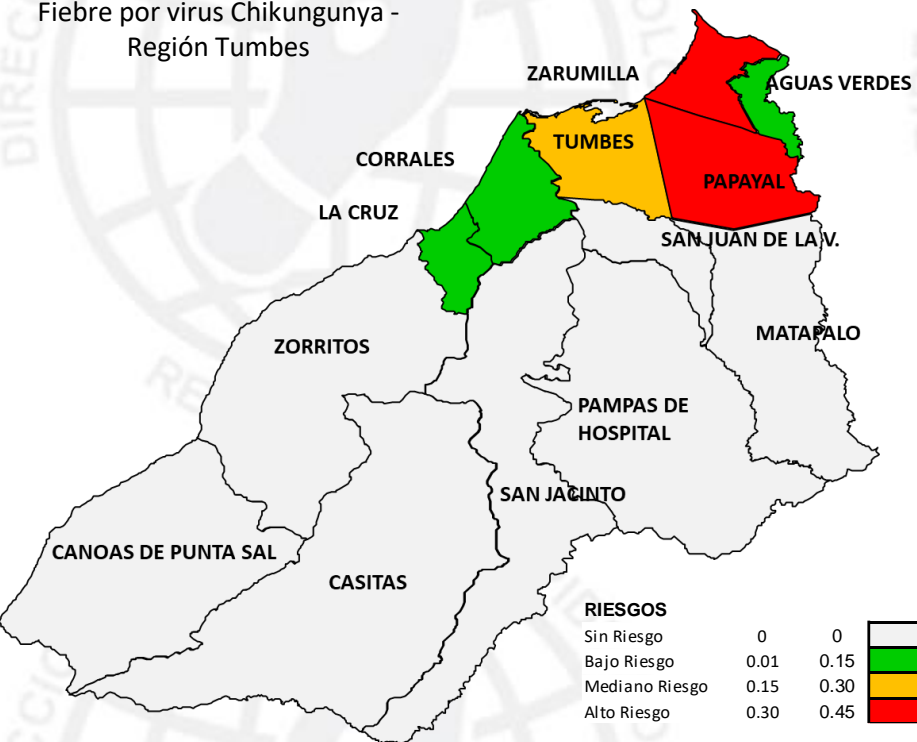 Fiebre por virus Chikungunya -
Región Tumbes
ZARUMILLA
AGUAS VERDES
TUMBES
CORRALES
PAPAYAL
LA CRUZ
SAN JUAN DE LA V.
MATAPALO
ZORRITOS
PAMPAS DE
HOSPITAL
SAN JACINTO
CANOAS DE PUNTA SAL
CASITAS
RIESGOS
Sin Riesgo 0 0
Bajo Riesgo 0.01 0.15
Mediano Riesgo 0.15 0.30
Alto Riesgo 0.30 0.45